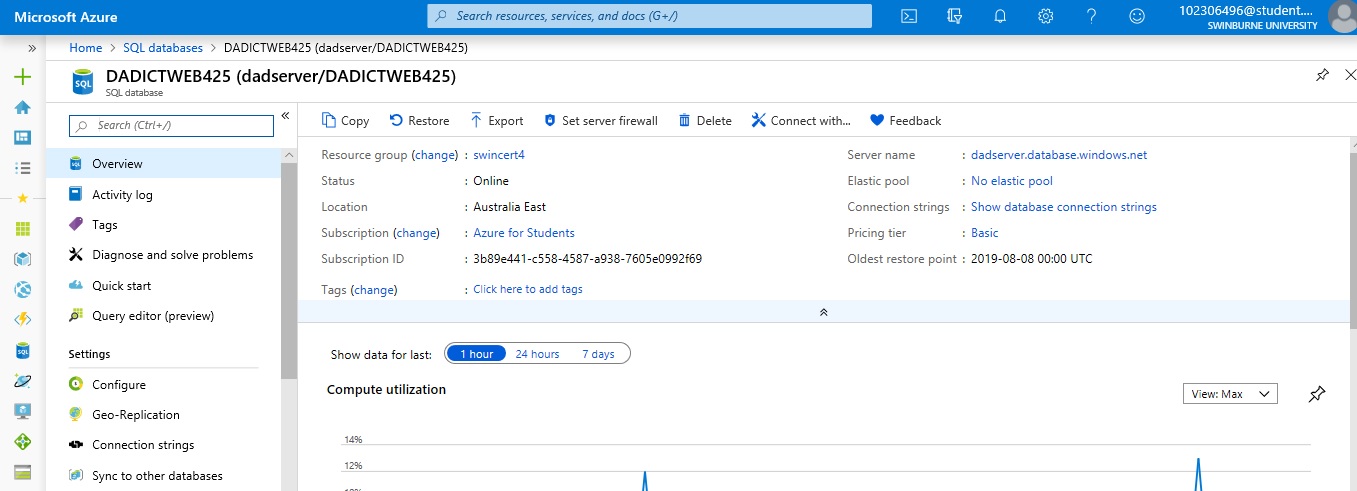 Microsoft Azure
Search resources, services, and docs (G+/)
102306496@student....
SWINBURNE UNIVERSITY
Home > SQL databases > DADICTWEB425 (dadserver/DADICTWEB425)
DADICTWEB425 (dadserver/DADICTWEB425)
SQL database
Search (Ctrl+/)
Overview
Activity log
Tags
Diagnose and solve problems
Quick start
Query editor (preview)
Settings
Configure
Geo-Replication
Connection strings
Sync to other databases
Copy Restore Export Set server firewall Delete Connect with... Feedback
Resource group (change) : swincert4
Status : Online
Location : Australia East
Subscription (change) : Azure for Students
Subscription ID : 3b89e441-c558-4587-a938-7605e0992f69
Tags (change) : Click here to add tags
Server name : dadserver.database.windows.net
Elastic pool : No elastic pool
Connection strings : Show database connection strings
Pricing tier : Basic
Oldest restore point : 2019-08-08 00:00 UTC
Show data for last: 1 hour 24 hours 7 days
Compute utilization
View: Max
14%
12%